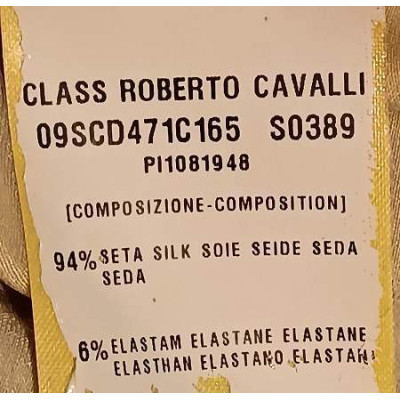 CLASS ROBERTO CAVALLI
09SCD471C165 S0389
PI1081948
[COMPOSIZIONE-COMPOSITION]
94% SETA SILK SOIE SEIDE SEDA
SEDA
6% ELASTAM ELASTANE ELASTANE
ELASTHAN ELASTANO ELASTAN